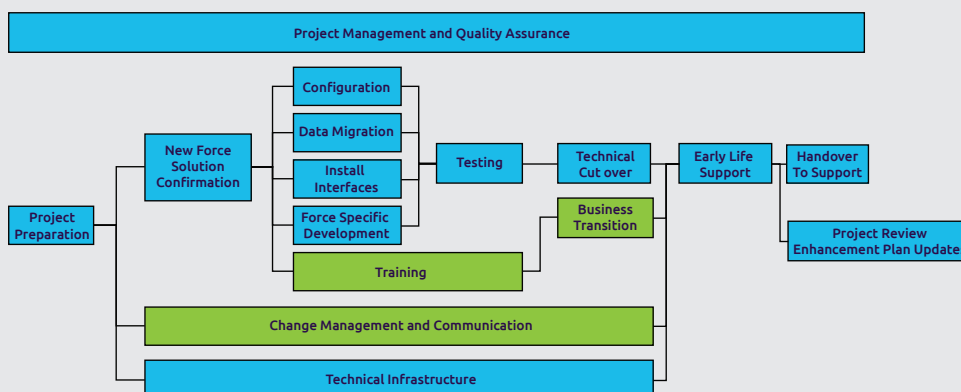 Project Management and Quality Assurance
Configuration
Data Migration
New Force
Solution
Confirmation
Install
Interfaces
Testing
Technical
Cut over
Early Life
Support
Handover
To Support
Project
Preparation
Force Specific
Development
Business
Transition
Project Review
Enhancement Plan Update
Training
Change Management and Communication
Technical Infrastructure